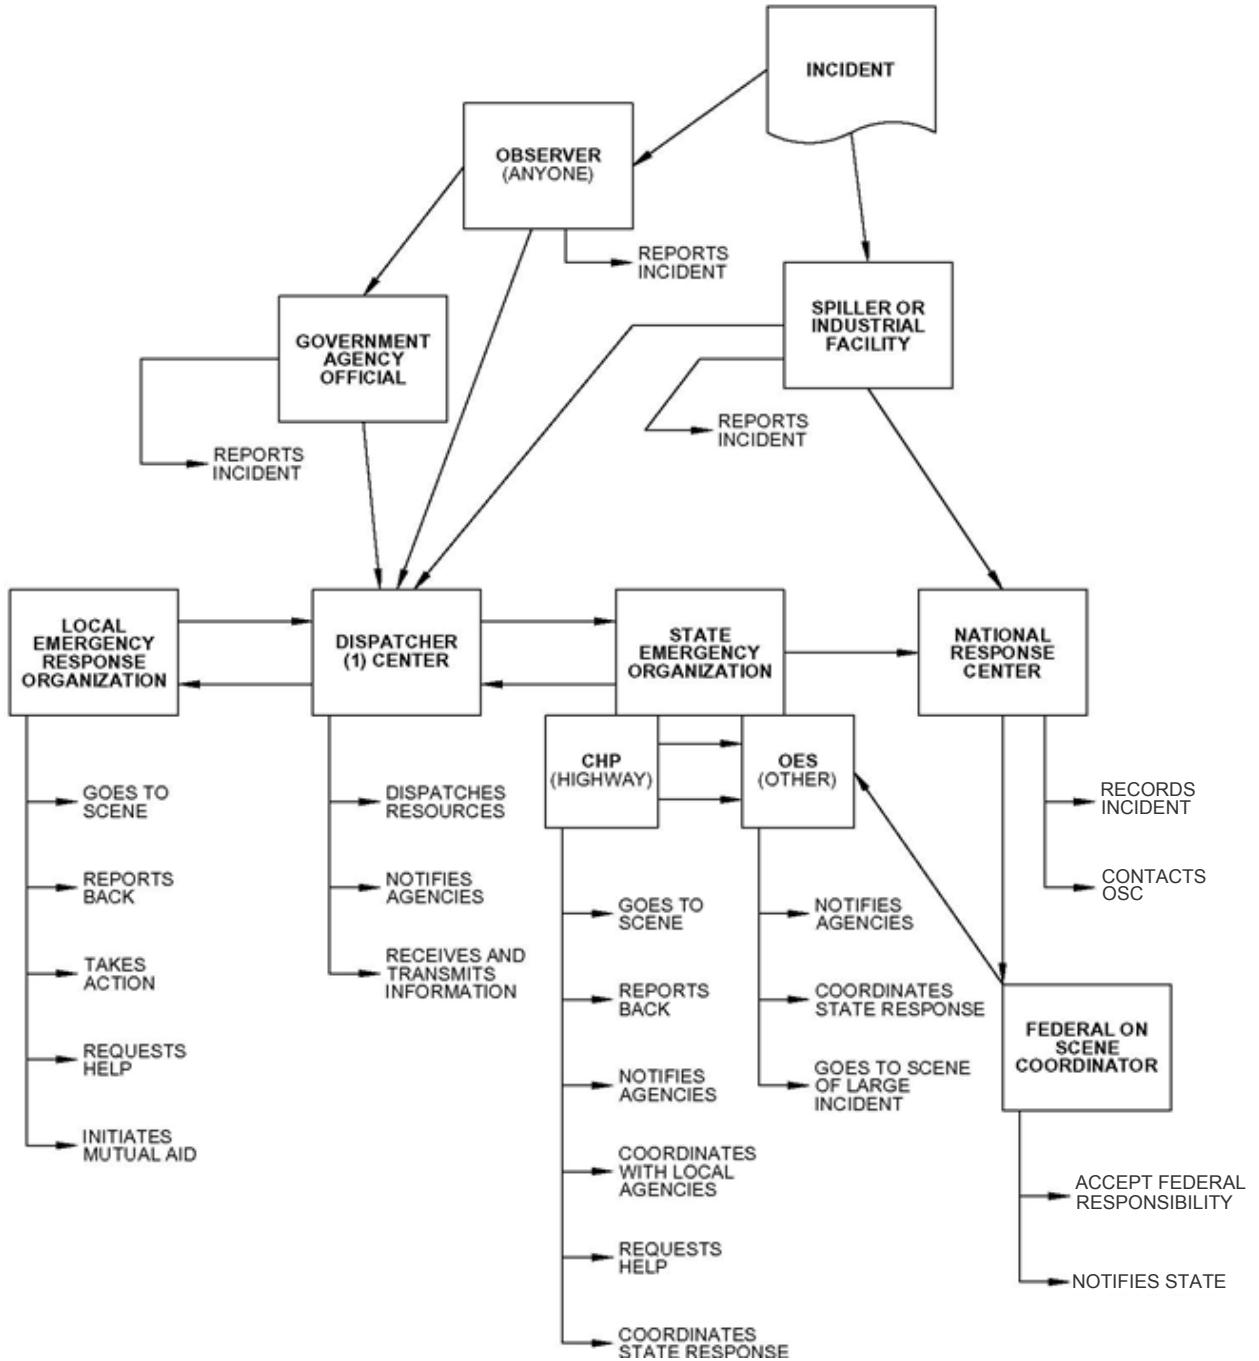 INCIDENT
OBSERVER
(ANYONE)
REPORTS
INCIDENT
SPILLER OR
INDUSTRIAL
FACILITY
GOVERNMENT
AGENCY
OFFICIAL
REPORTS
INCIDENT
REPORTS
INCIDENT
LOCAL
EMERGENCY
RESPONSE
ORGANIZATION
DISPATCHER
(1) CENTER
STATE
EMERGENCY
ORGANIZATION
NATIONAL
RESPONSE
CENTER
CHP
(HIGHWAY)
OES
(OTHER)
GOES TO
SCENE
REPORTS
BACK
TAKES
ACTION
REQUESTS
HELP
INITIATES
MUTUAL AID
DISPATCHES
RESOURCES
NOTIFIES
AGENCIES
RECEIVES AND
TRANSMITS
INFORMATION
GOES TO
SCENE
REPORTS
BACK
NOTIFIES
AGENCIES
COORDINATES
WITH LOCAL
AGENCIES
REQUESTS
HELP
COORDINATES
STATE RESPONSE
NOTIFIES
AGENCIES
COORDINATES
STATE RESPONSE
GOES TO SCENE
OF LARGE
INCIDENT
RECORDS
INCIDENT
CONTACTS
OSC
FEDERAL ON
SCENE
COORDINATOR
ACCEPT FEDERAL
RESPONSIBILITY
NOTIFIES STATE